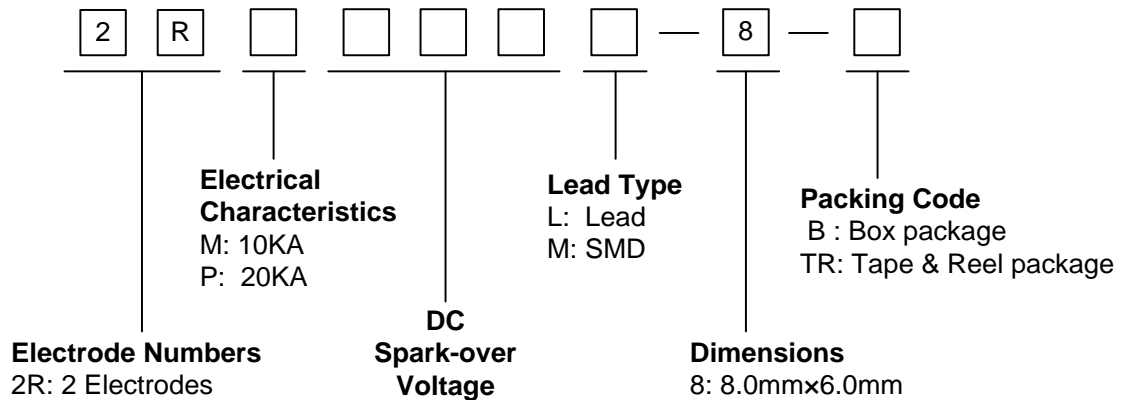 2 R — 8 —
Electrical
Characteristics
M: 10KA
P: 20KA
Lead Type
L: Lead
M: SMD
Packing Code
B : Box package
TR: Tape & Reel package
Electrode Numbers
2R: 2 Electrodes
DC
Spark-over
Voltage
Dimensions
8: 8.0mm×6.0mm